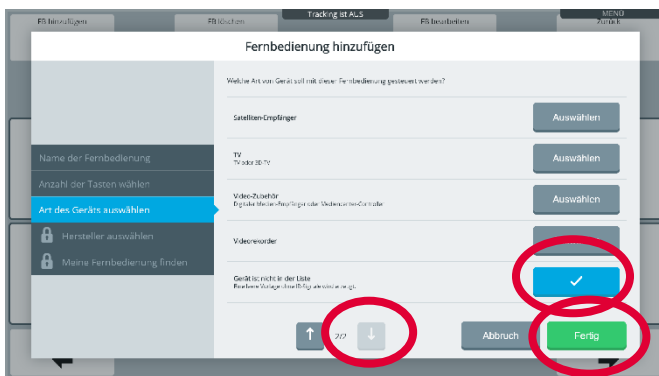 FB hinzufügen
FB löschen
Tracking ist AUS
FB bearbeiten
MENÜ
Zurück
Fernbedienung hinzufügen
Welche Art von Gerät soll mit dieser Fernbedienung gesteuert werden?
Satelliten-Empfänger
Auswählen
TV
TV oder 3D-TV
Auswählen
Video-Zubehör
Digitaler Medien-Empfänger oder Mediencenter-Controller
Auswählen
Videorekorder
Gerät ist nicht in der Liste
Name der Fernbedienung
Anzahl der Tasten wählen
Art des Geräts auswählen
Hersteller auswählen
Meine Fernbedienung finden
2/2
Abbruch
Fertig